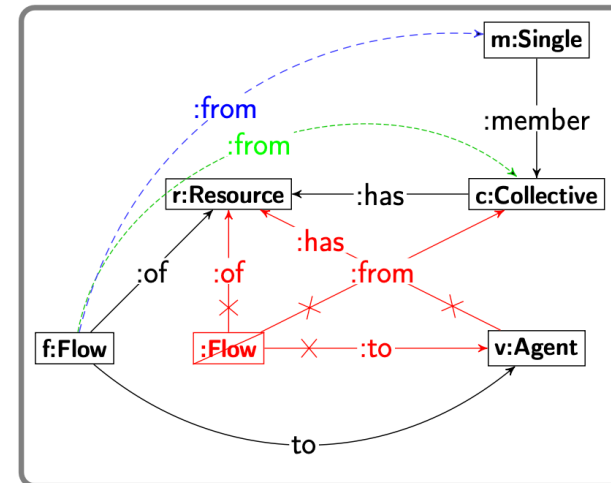 m:Single
:from
:member
:from
r:Resource
:has
c:Collective
:has
:of
:of
:from
f:Flow
:Flow
:to
v:Agent
to